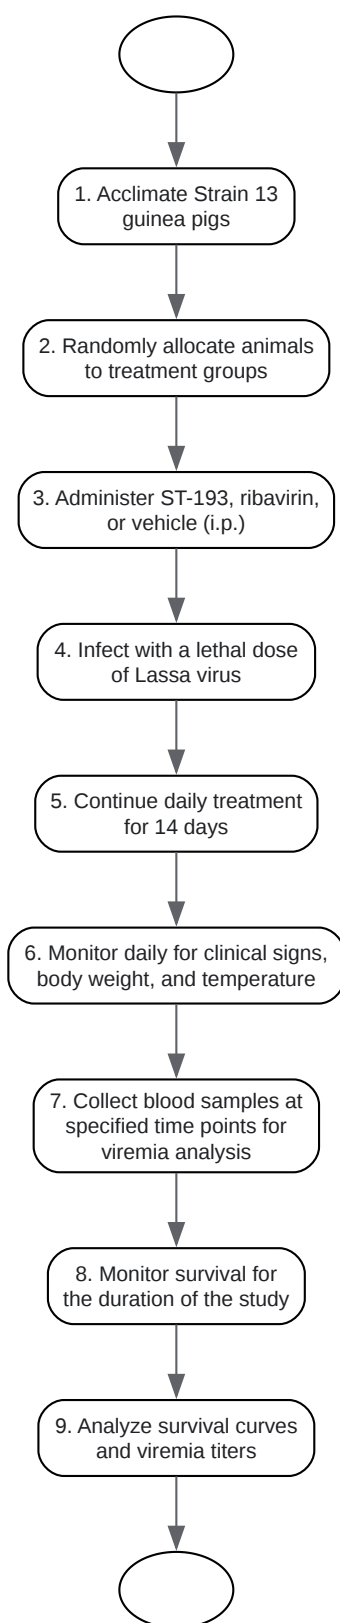 1. Acclimate Strain 13
guinea pigs
2. Randomly allocate animals
to treatment groups
3. Administer ST-193, ribavirin,
or vehicle (i.p.)
4. Infect with a lethal dose
of Lassa virus
5. Continue daily treatment
for 14 days
6. Monitor daily for clinical signs,
body weight, and temperature
7. Collect blood samples at
specified time points for
viremia analysis
8. Monitor survival for
the duration of the study
9. Analyze survival curves
and viremia titers